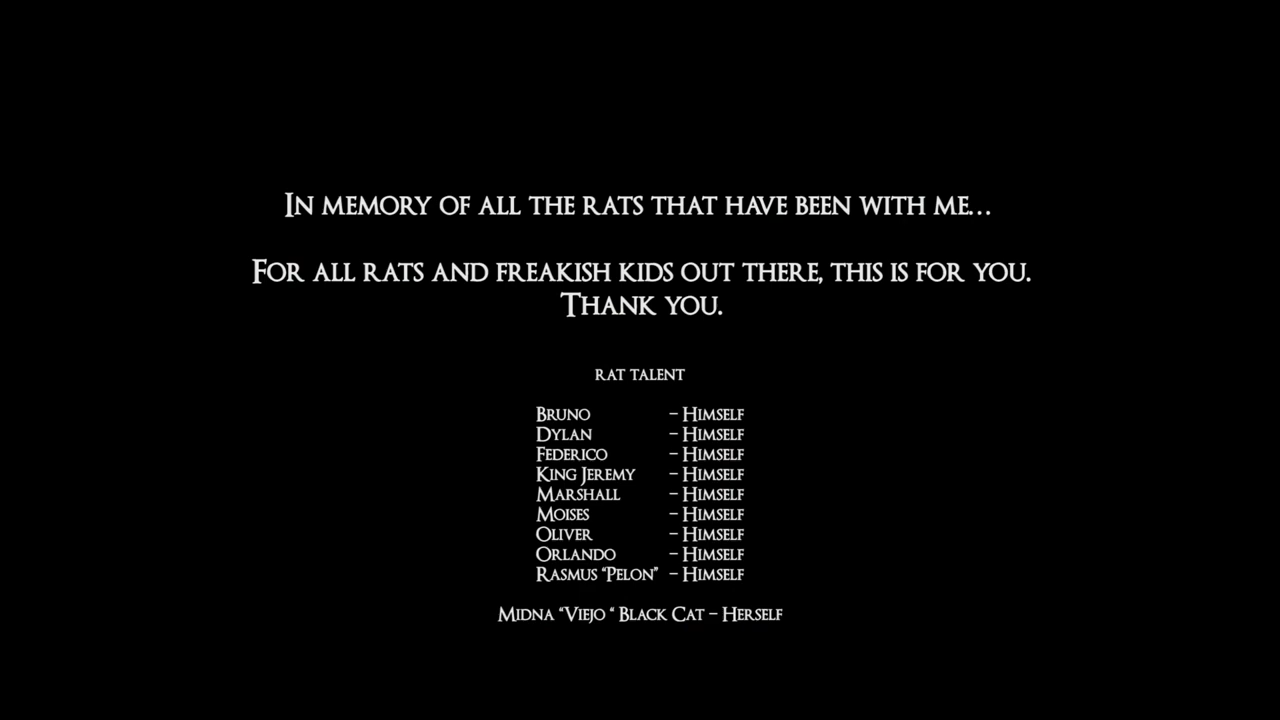 In memory of all the rats that have been with me...
For all rats and freakish kids out there, this is for you.
Thank you.
rat talent
Bruno – Himself
Dylan – Himself
Federico – Himself
King Jeremy – Himself
Marshall – Himself
Moises – Himself
Oliver – Himself
Orlando – Himself
Rasmus “Pelon” – Himself
Midna “Viejo “ Black Cat – Herself